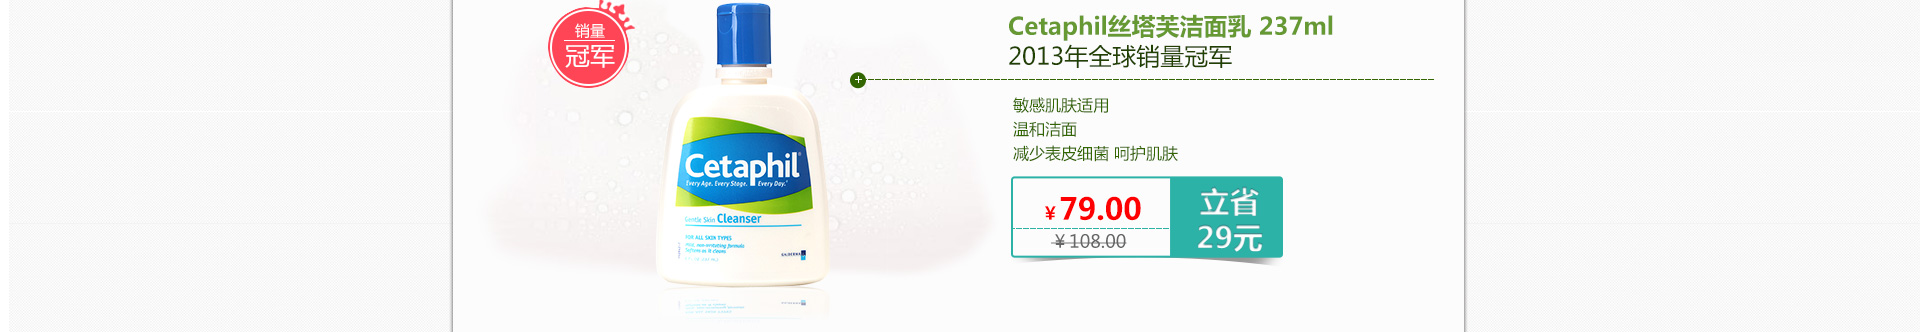 销量
冠军
Cetaphil丝塔芙洁面乳 237ml
2013年全球销量冠军
敏感肌肤适用
温和洁面
减少表皮细菌 呵护肌肤
Cetaphil
Every Age. Every Stage. Every Day.
Gentle Skin Cleanser
FOR ALL SKIN TYPES
¥ 79.00
¥108.00
立省
29元